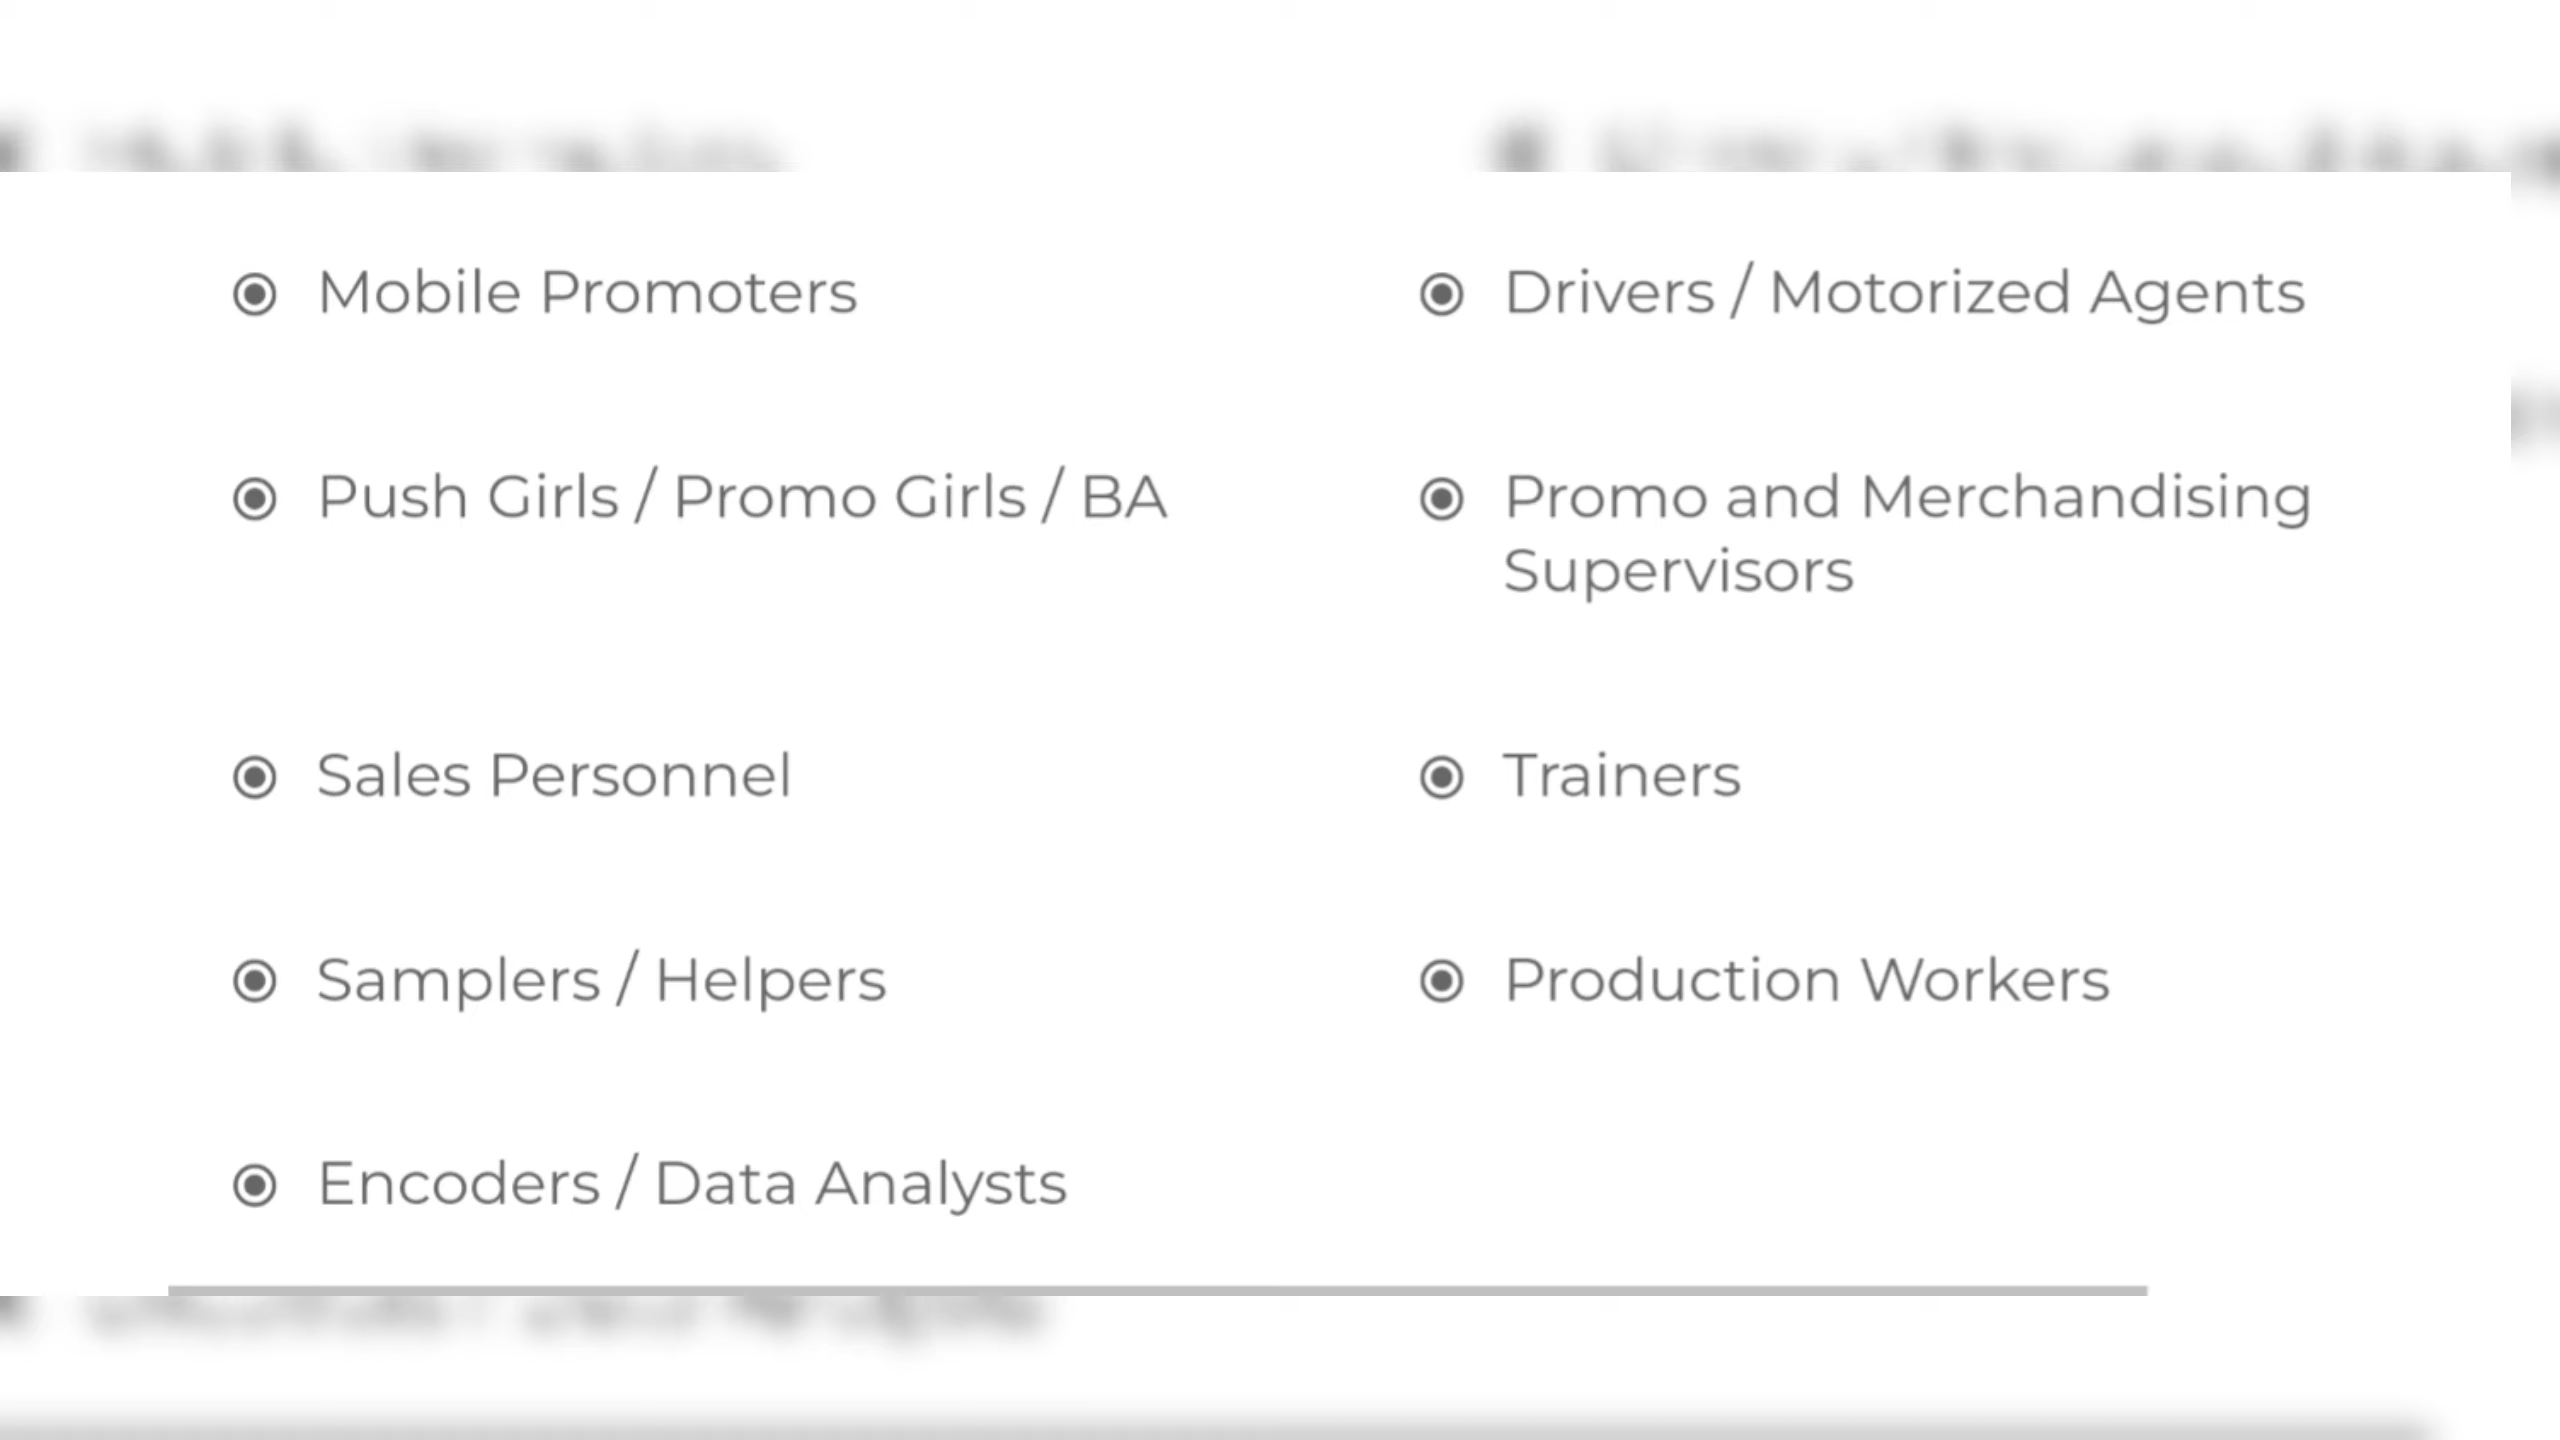 Mobile Promoters
Push Girls / Promo Girls / BA
Sales Personnel
Samplers / Helpers
Encoders / Data Analysts
Drivers / Motorized Agents
Promo and Merchandising
Supervisors
Trainers
Production Workers